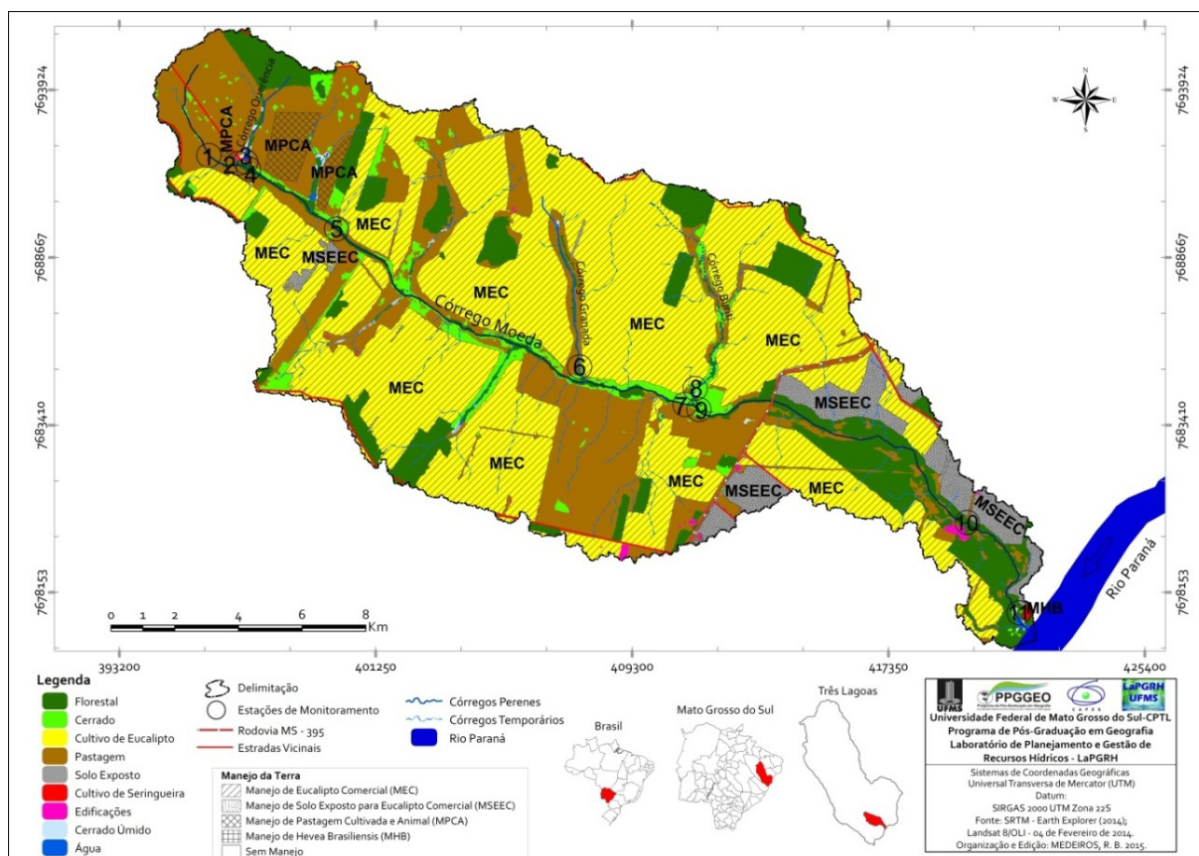 7693924
7688667
7683410
7678153
7693924
7688667
7683410
7678153
N
W
E
S
MPCA
Córrego Querência
MPCA
MPCA
1
2
3
4
5
MEC
MEC
MSEEC
MEC
Córrego Moeda
Córrego Granada
MEC
Córrego Buriti
MEC
MEC
6
7
8
9
MSEEC
MEC
MEC
MSEEC
MEC
MSEEC
10
11
MHB
Rio Paraná
0 1 2 4 6 8
Km
393200 401250 409300 417350 425400
Legenda
Florestal
Cerrado
Cultivo de Eucalipto
Pastagem
Solo Exposto
Cultivo de Seringueira
Edificações
Cerrado Úmido
Água
Delimitação
Estações de Monitoramento
Rodovia MS - 395
Estradas Vicinais
Córregos Perenes
Córregos Temporários
Rio Paraná
Manejo da Terra
Manejo de Eucalipto Comercial (MEC)
Manejo de Solo Exposto para Eucalipto Comercial (MSEEC)
Manejo de Pastagem Cultivada e Animal (MPCA)
Manejo de Hevea Brasiliensis (MHB)
Sem Manejo
Brasil
Mato Grosso do Sul
Três Lagoas
UFMS
PPGGEO
CAPES
LaPGRH
UFMS
Universidade Federal de Mato Grosso do Sul-CPTL
Programa de Pós-Graduação em Geografia
Laboratório de Planejamento e Gestão de
Recursos Hídricos - LaPGRH
Sistemas de Coordenadas Geográficas
Universal Transversa de Mercator (UTM)
Datum:
SIRGAS 2000 UTM Zona 22S
Fonte: SRTM - Earth Explorer (2014);
Landsat 8/OLI - 04 de Fevereiro de 2014.
Organização e Edição: MEDEIROS, R. B. 2015.